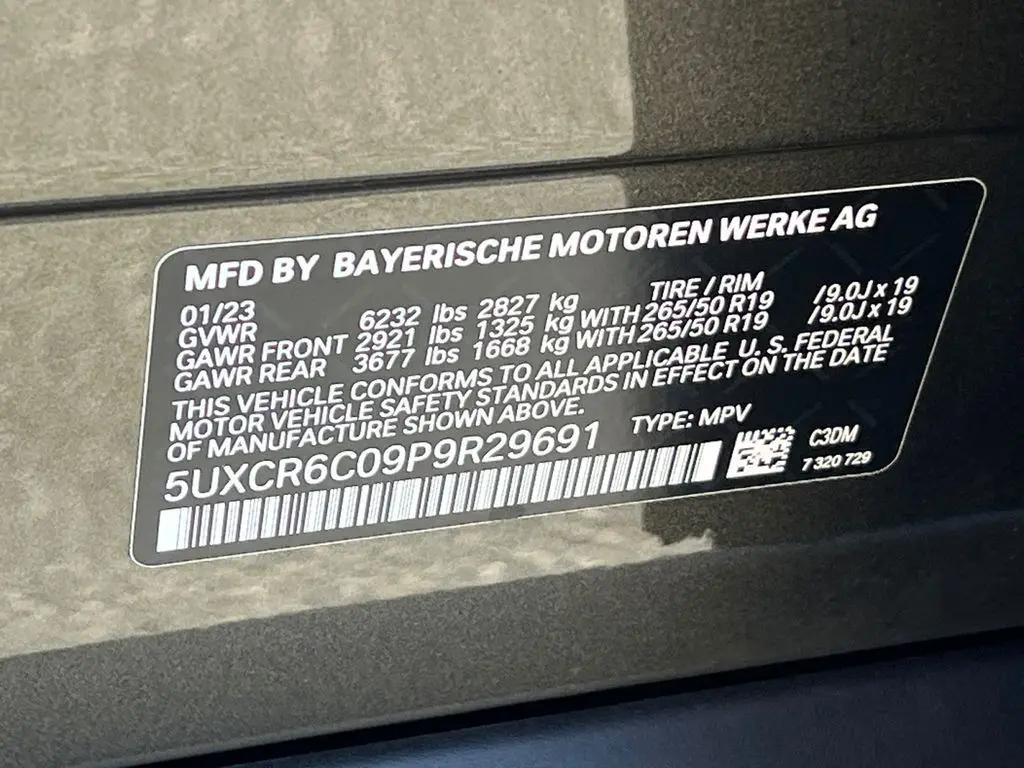 MFD BY BAYERISCHE MOTOREN WERKE AG
01/23 TIRE / RIM
GVWR 6232 lbs 2827 kg
GAWR FRONT 2921 lbs 1325 kg WITH 265/50 R19 /9.0J x 19
GAWR REAR 3677 lbs 1668 kg WITH 265/50 R19 /9.0J x 19
THIS VEHICLE CONFORMS TO ALL APPLICABLE U. S. FEDERAL
MOTOR VEHICLE SAFETY STANDARDS IN EFFECT ON THE DATE
OF MANUFACTURE SHOWN ABOVE.
5UXCR6C09P9R29691 TYPE: MPV
C3DM
7 320 729